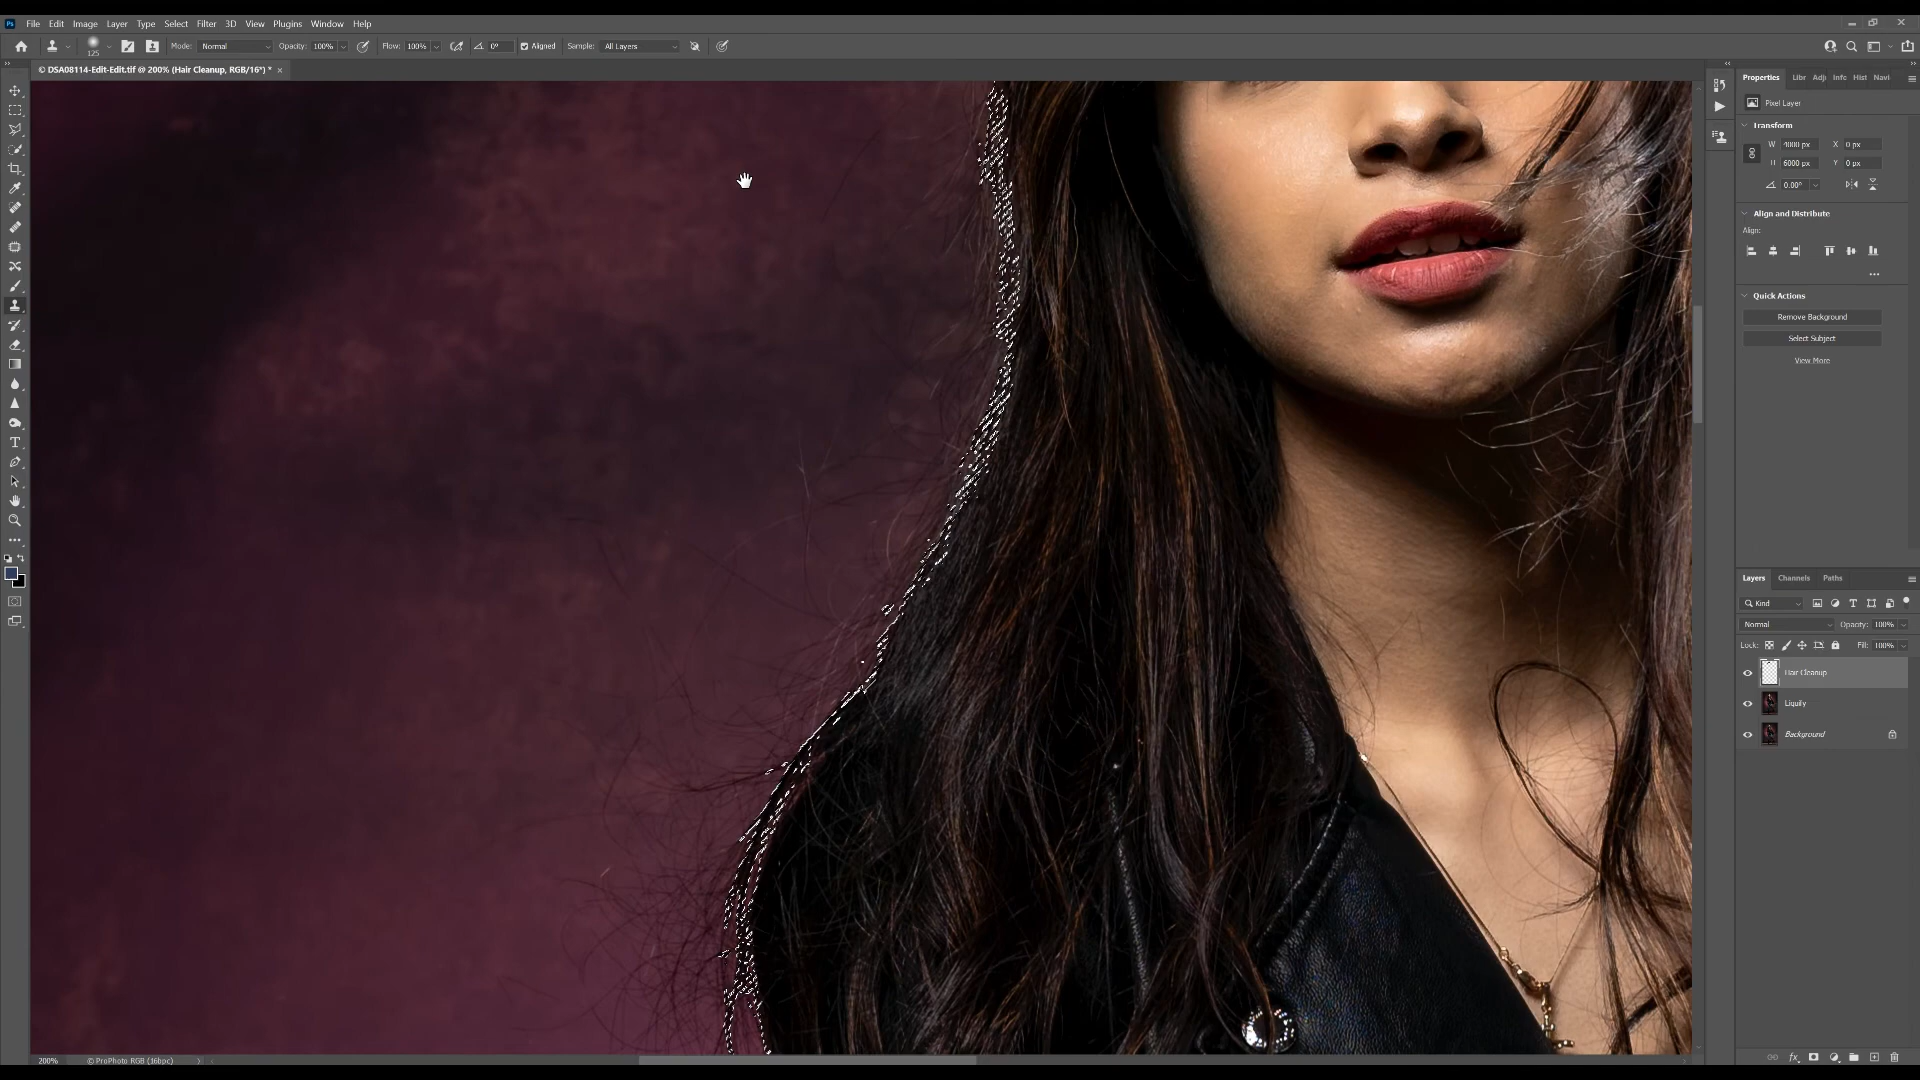 Ps File Edit Image Layer Type Select Filter 3D View Plugins Window Help
125 Mode: Normal Opacity: 100% Flow: 100% 0° Aligned Sample: All Layers
© DSA08114-Edit-Edit.tif @ 200% (Hair Cleanup, RGB/16*) * ×
Properties Libr Adj Info Hist Navi
Pixel Layer
Transform
W 4000 px X 0 px
H 6000 px Y 0 px
0.00°
Align and Distribute
Align:
Quick Actions
Remove Background
Select Subject
View More
Layers Channels Paths
Kind
Normal Opacity: 100%
Lock: Fill: 100%
Hair Cleanup
Liquify
Background
200% © ProPhoto RGB (16bpc)